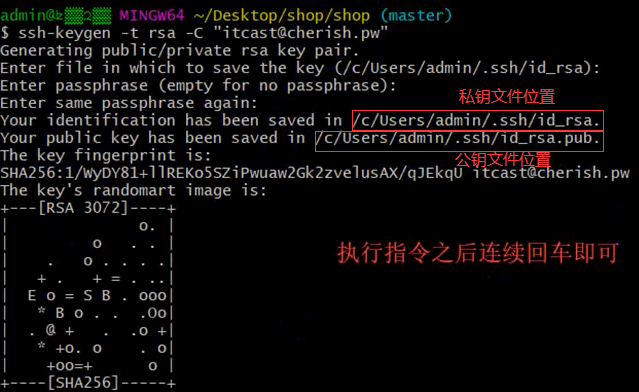 MINGW64 ~/Desktop/shop/shop (master)
$ ssh-keygen -t rsa -C "itcast@cherish.pw"
Generating public/private rsa key pair.
Enter file in which to save the key (/c/Users/admin/.ssh/id_rsa):
Enter passphrase (empty for no passphrase):
Enter same passphrase again:
私钥文件位置
Your identification has been saved in /c/Users/admin/.ssh/id_rsa.
Your public key has been saved in /c/Users/admin/.ssh/id_rsa.pub.
The key fingerprint is:
公钥文件位置
SHA256:1/WyDY81+llREKo5SZiPwuaw2Gk2zvelusAX/qJEkqU itcast@cherish.pw
The key's randomart image is:
+---[RSA 3072]----+
|              o. |
|         o   . . |
|    .   o . . . .|
|   + .   + = . ..|
|  E o = S B . ooo|
|   * B o . .  .Oo|
|  . @ +   .  .o +|
|   * +o. o    . o|
|    +oo=+      o |
+----[SHA256]-----+
执行指令之后连续回车即可